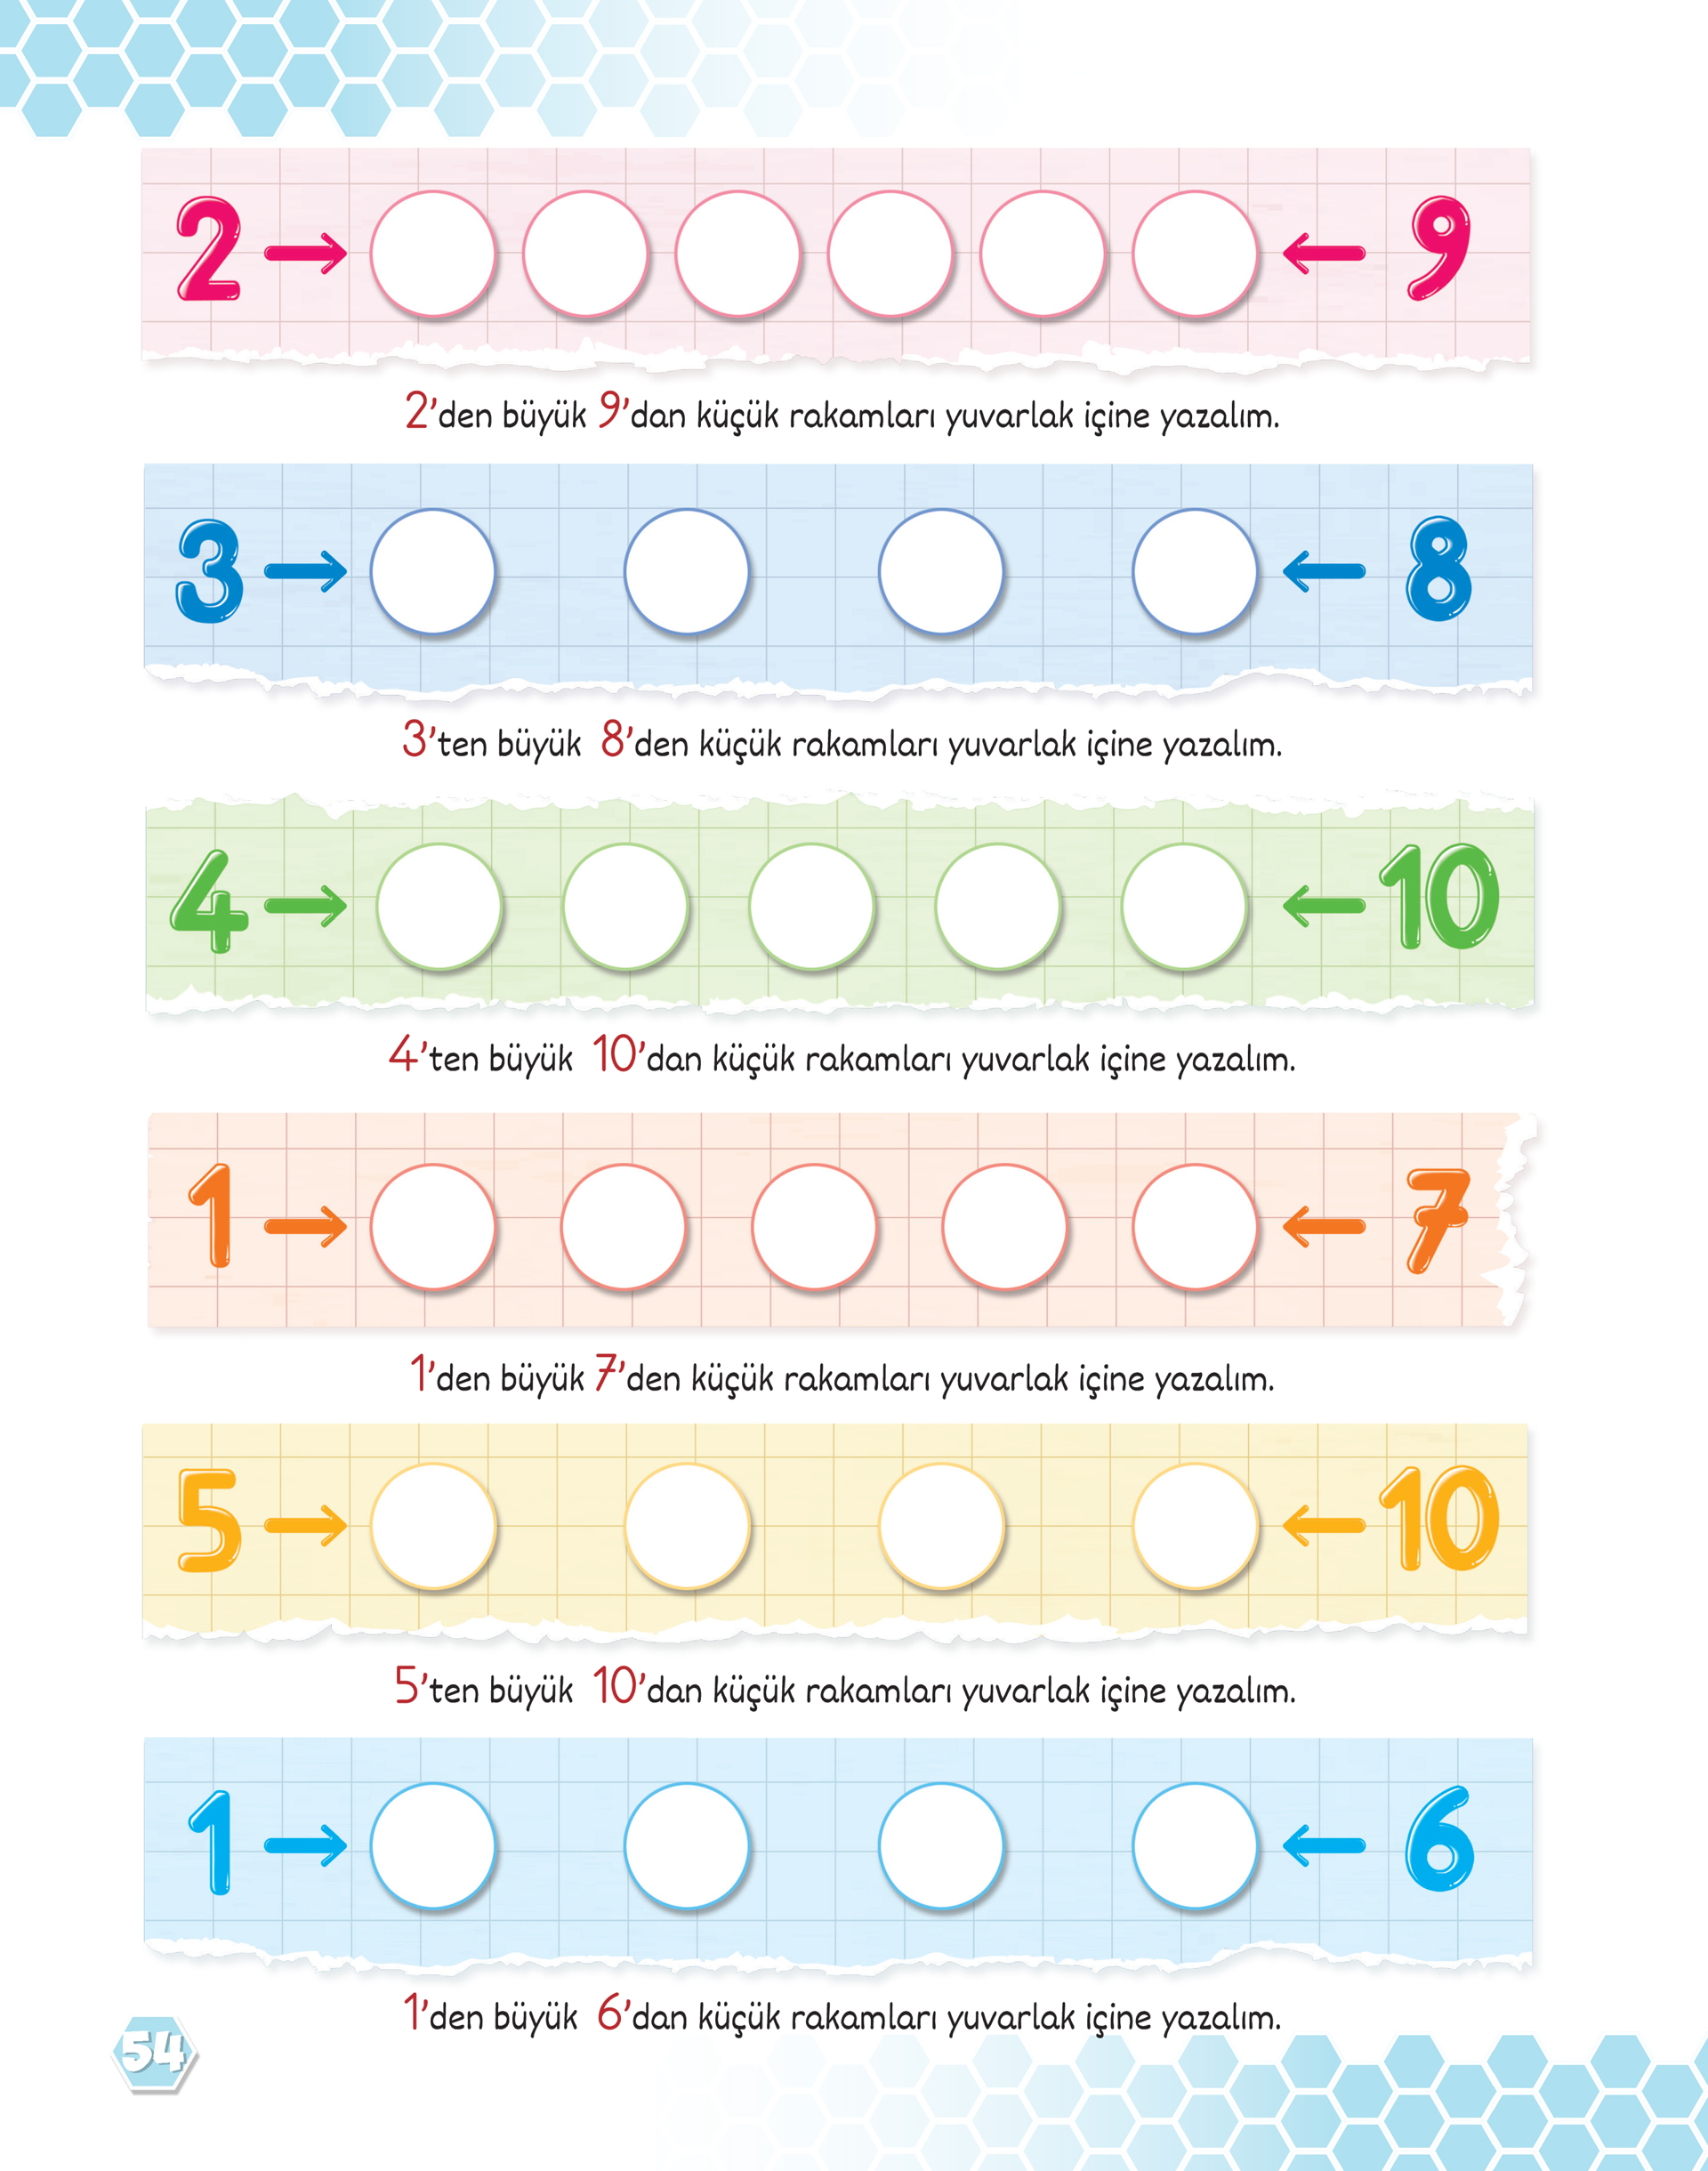 2 9
2'den büyük 9'dan küçük rakamları yuvarlak içine yazalım.
3 8
3'ten büyük 8'den küçük rakamları yuvarlak içine yazalım.
4 10
4'ten büyük 10'dan küçük rakamları yuvarlak içine yazalım.
1 7
1'den büyük 7'den küçük rakamları yuvarlak içine yazalım.
5 10
5'ten büyük 10'dan küçük rakamları yuvarlak içine yazalım.
1 6
1'den büyük 6'dan küçük rakamları yuvarlak içine yazalım.
54